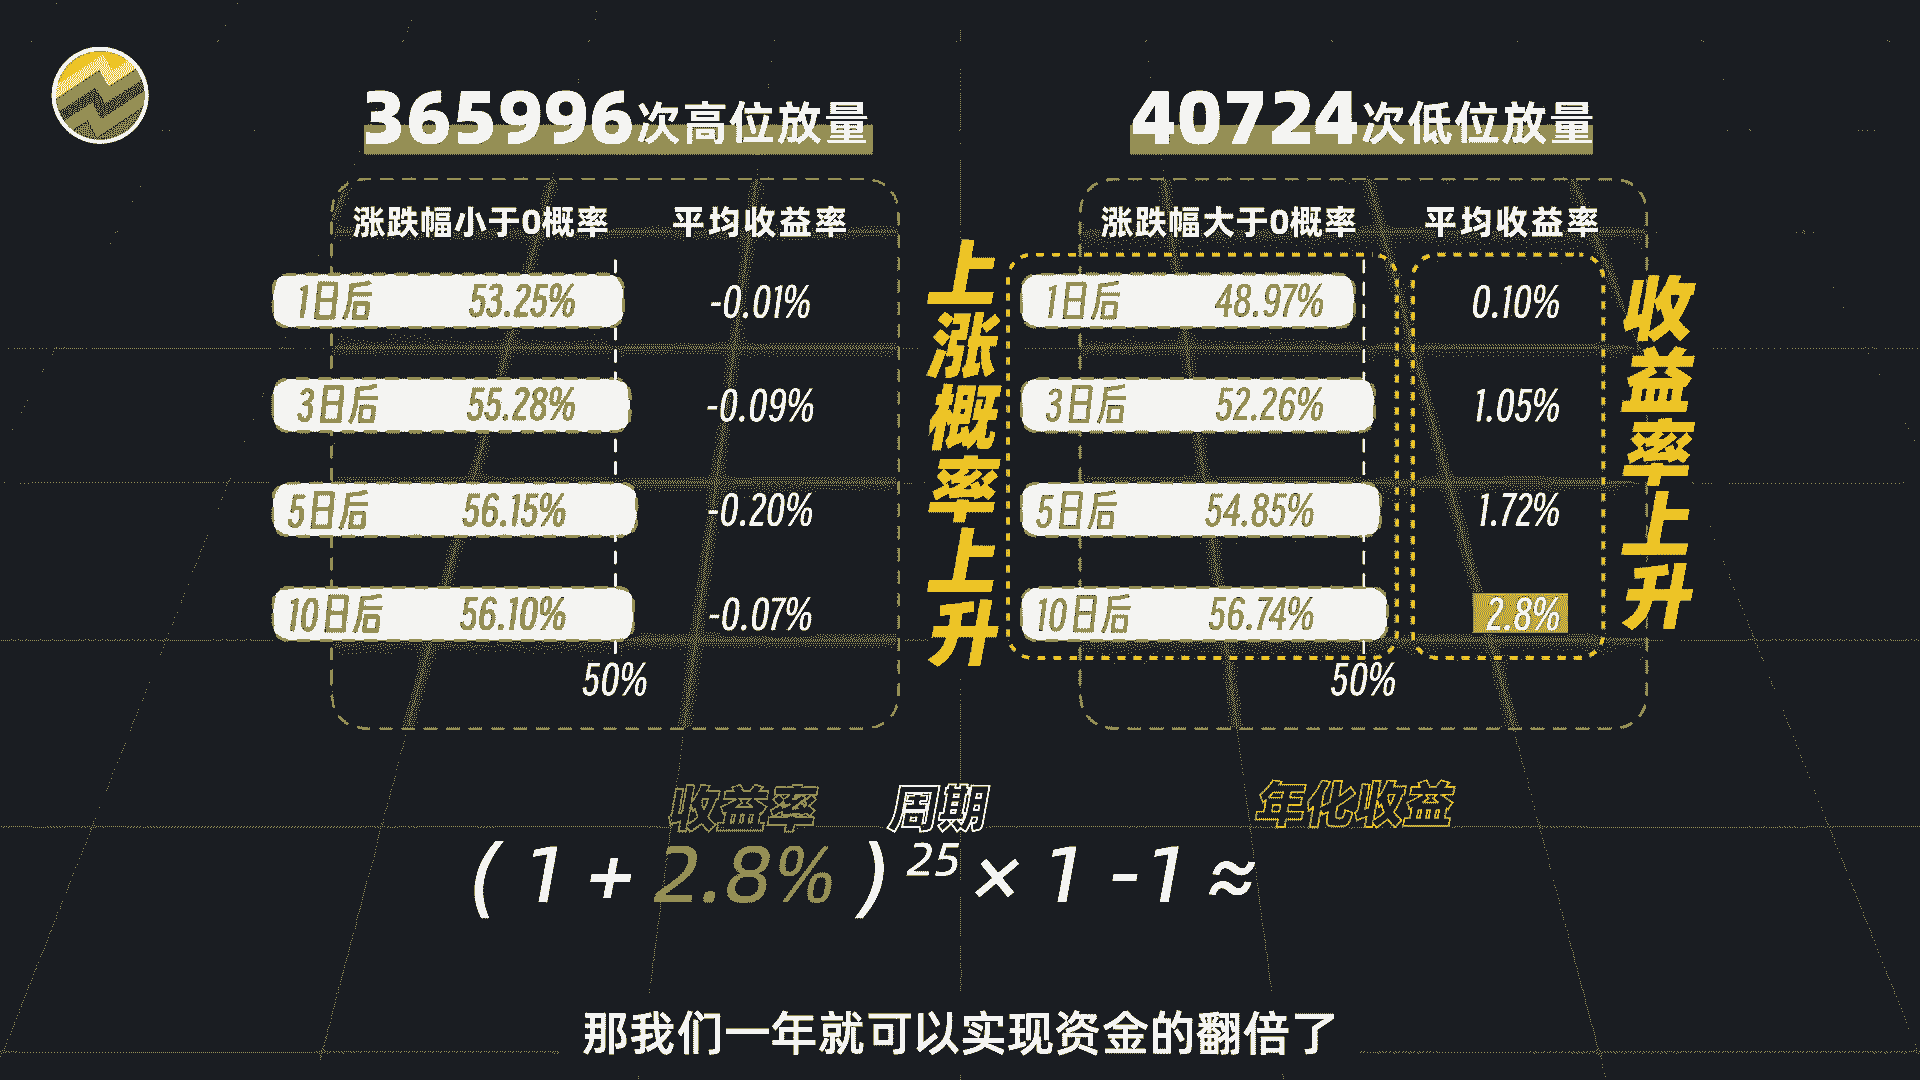 365996次高位放量
涨跌幅小于0概率 平均收益率
1日后 53.25% -0.01%
3日后 55.28% -0.09%
5日后 56.15% -0.20%
10日后 56.10% -0.07%
50%
上涨概率上升
40724次低位放量
涨跌幅大于0概率 平均收益率
1日后 48.97% 0.10%
3日后 52.26% 1.05%
5日后 54.85% 1.72%
10日后 56.74% 2.8%
50%
收益率上升
收益率 周期 年化收益
(1+2.8%)²⁵×1-1≈
那我们一年就可以实现资金的翻倍了